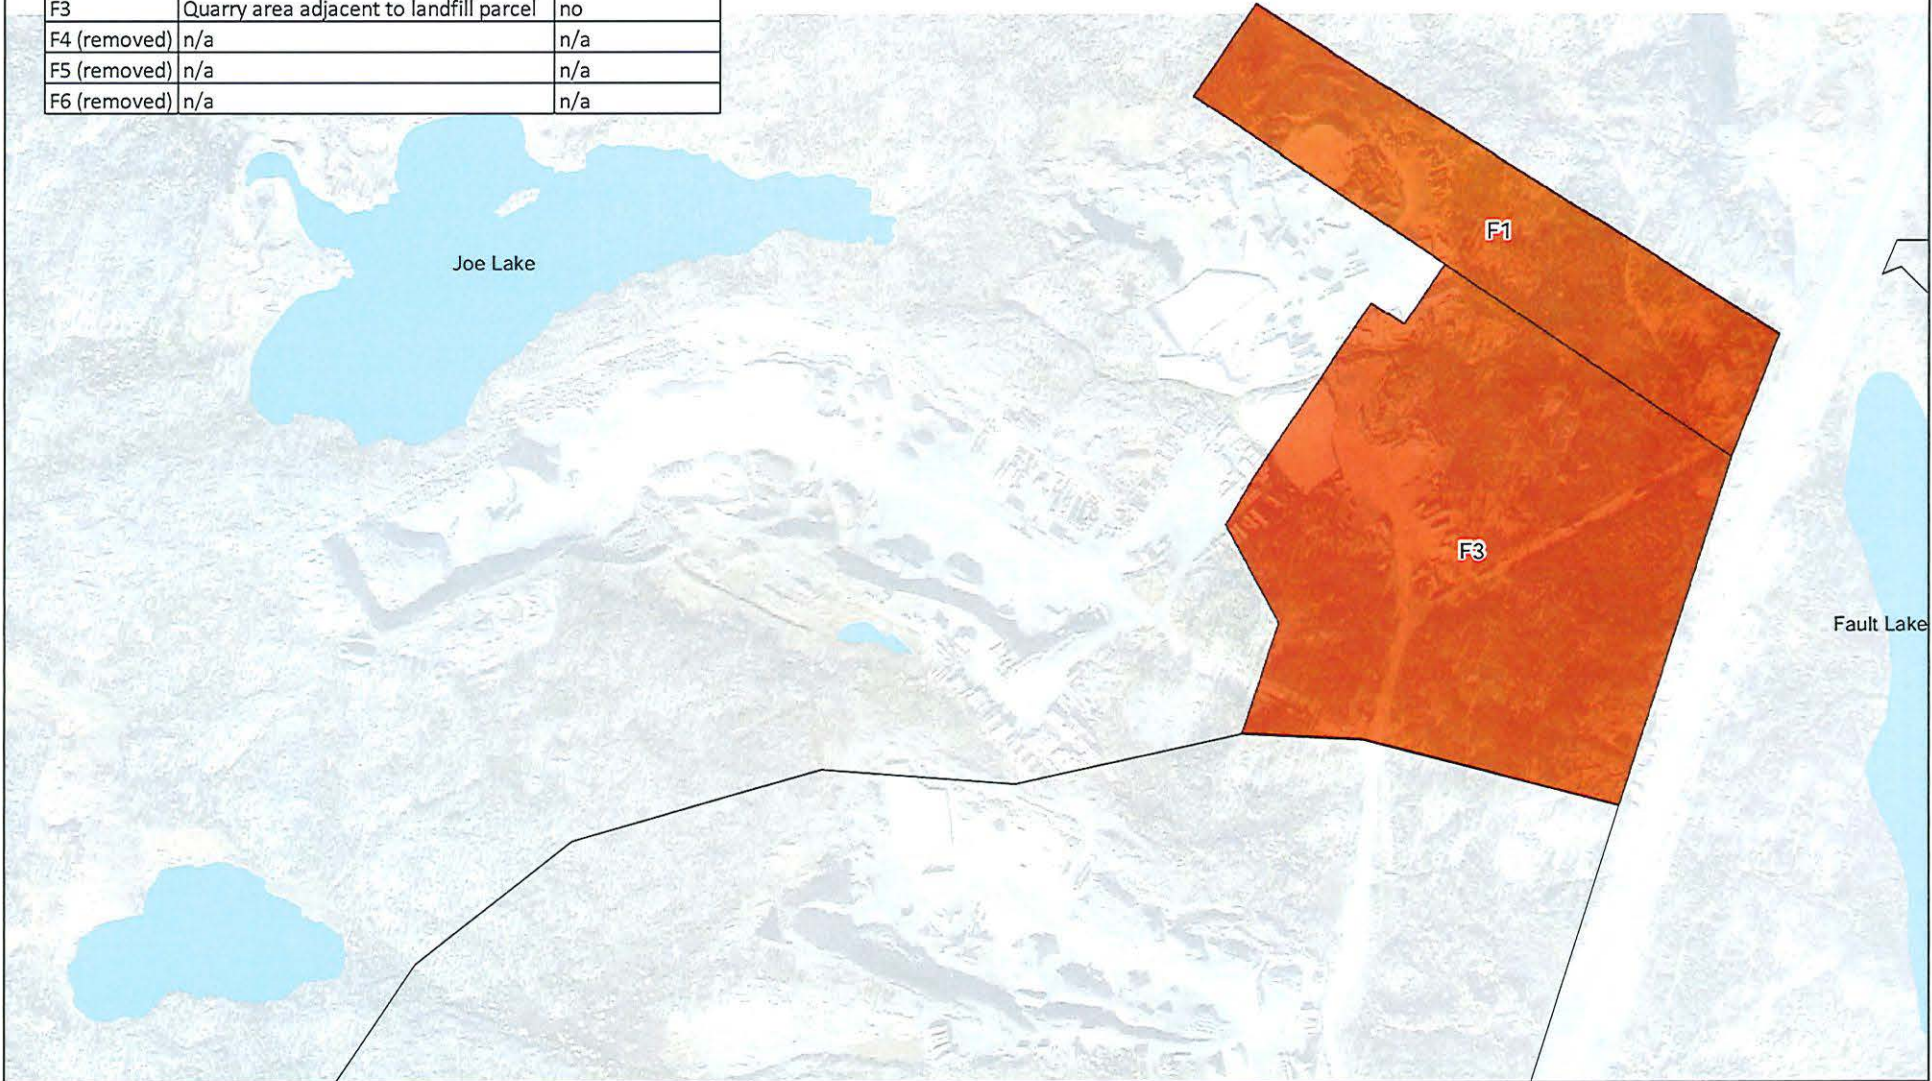 F3 Quarry area adjacent to landfill parcel no
F4 (removed) n/a n/a
F5 (removed) n/a n/a
F6 (removed) n/a n/a
F1
Joe Lake
F3
Fault Lake